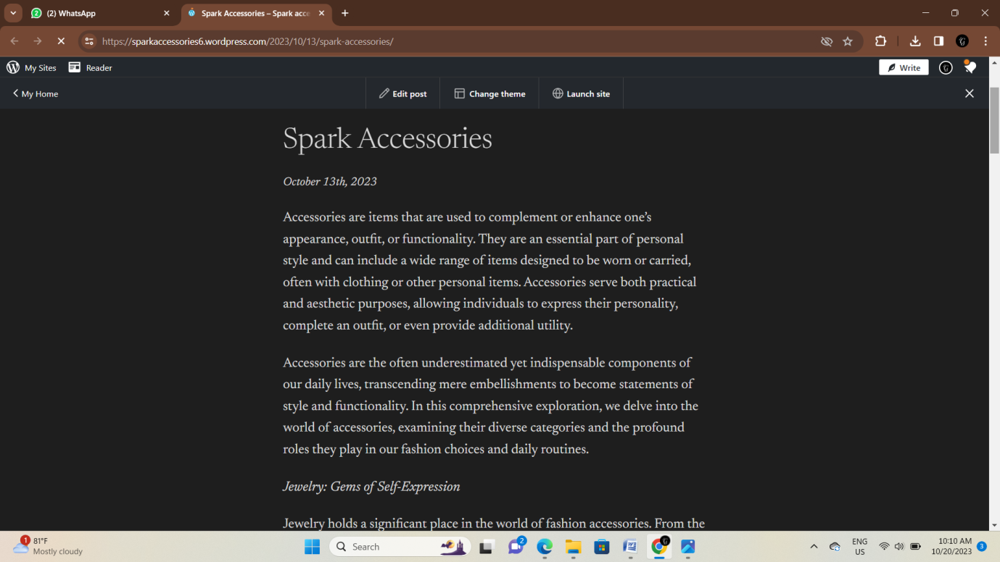 (2) WhatsApp
Spark Accessories – Spark acce
https://sparkaccessories6.wordpress.com/2023/10/13/spark-accessories/
My Sites
Reader
Write
My Home
Edit post
Change theme
Launch site
Spark Accessories
October 13th, 2023
Accessories are items that are used to complement or enhance one’s
appearance, outfit, or functionality. They are an essential part of personal
style and can include a wide range of items designed to be worn or carried,
often with clothing or other personal items. Accessories serve both practical
and aesthetic purposes, allowing individuals to express their personality,
complete an outfit, or even provide additional utility.
Accessories are the often underestimated yet indispensable components of
our daily lives, transcending mere embellishments to become statements of
style and functionality. In this comprehensive exploration, we delve into the
world of accessories, examining their diverse categories and the profound
roles they play in our fashion choices and daily routines.
Jewelry: Gems of Self-Expression
Jewelry holds a significant place in the world of fashion accessories. From the
1
81°F
Mostly cloudy
Search
2
ENG
US
10:10 AM
10/20/2023
3